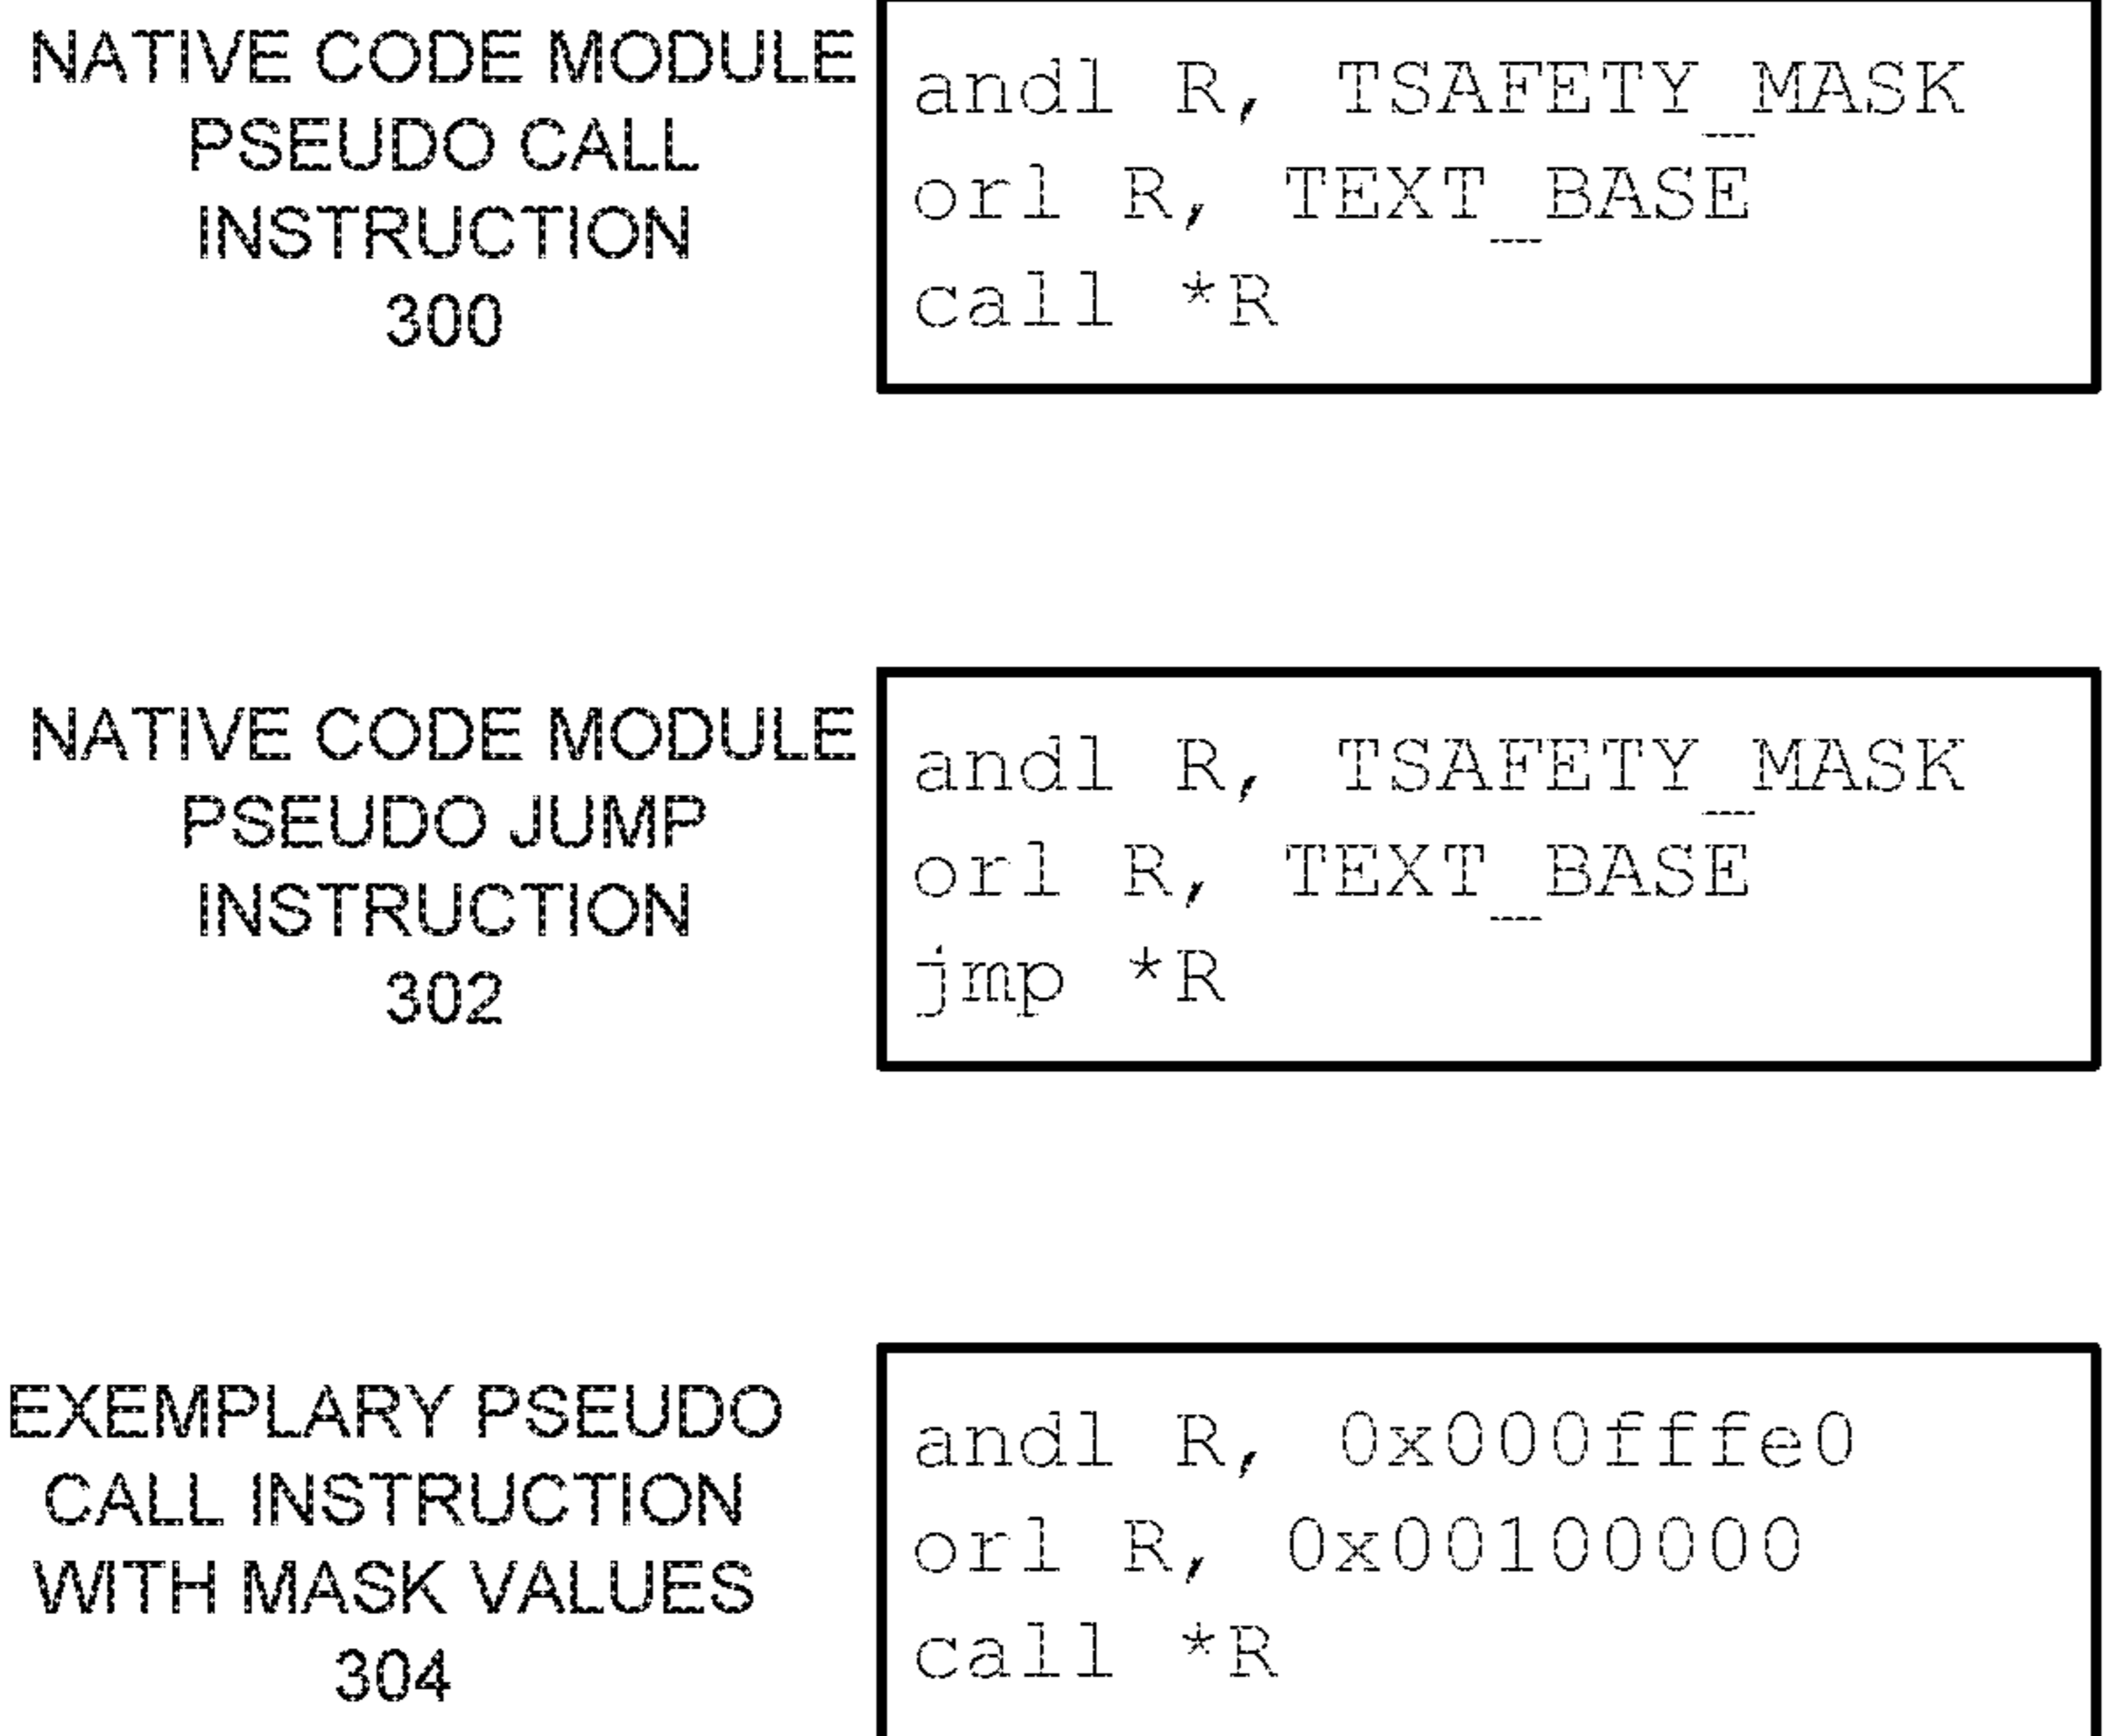 NATIVE CODE MODULE
PSEUDO CALL
INSTRUCTION
300
andl R, TSAFETY_MASK
orl R, TEXT_BASE
call *R
NATIVE CODE MODULE
PSEUDO JUMP
INSTRUCTION
302
andl R, TSAFETY_MASK
orl R, TEXT_BASE
jmp *R
EXEMPLARY PSEUDO
CALL INSTRUCTION
WITH MASK VALUES
304
andl R, 0x000fffe0
orl R, 0x00100000
call *R